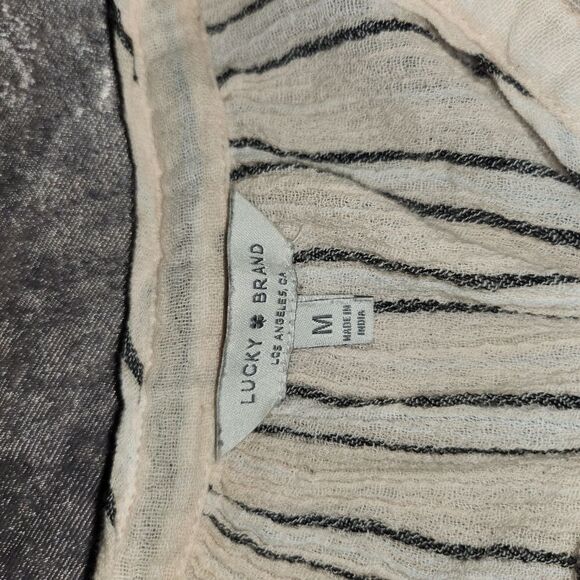 LUCKY BRAND
LOS ANGELES, CA
M
MADE IN
INDIA